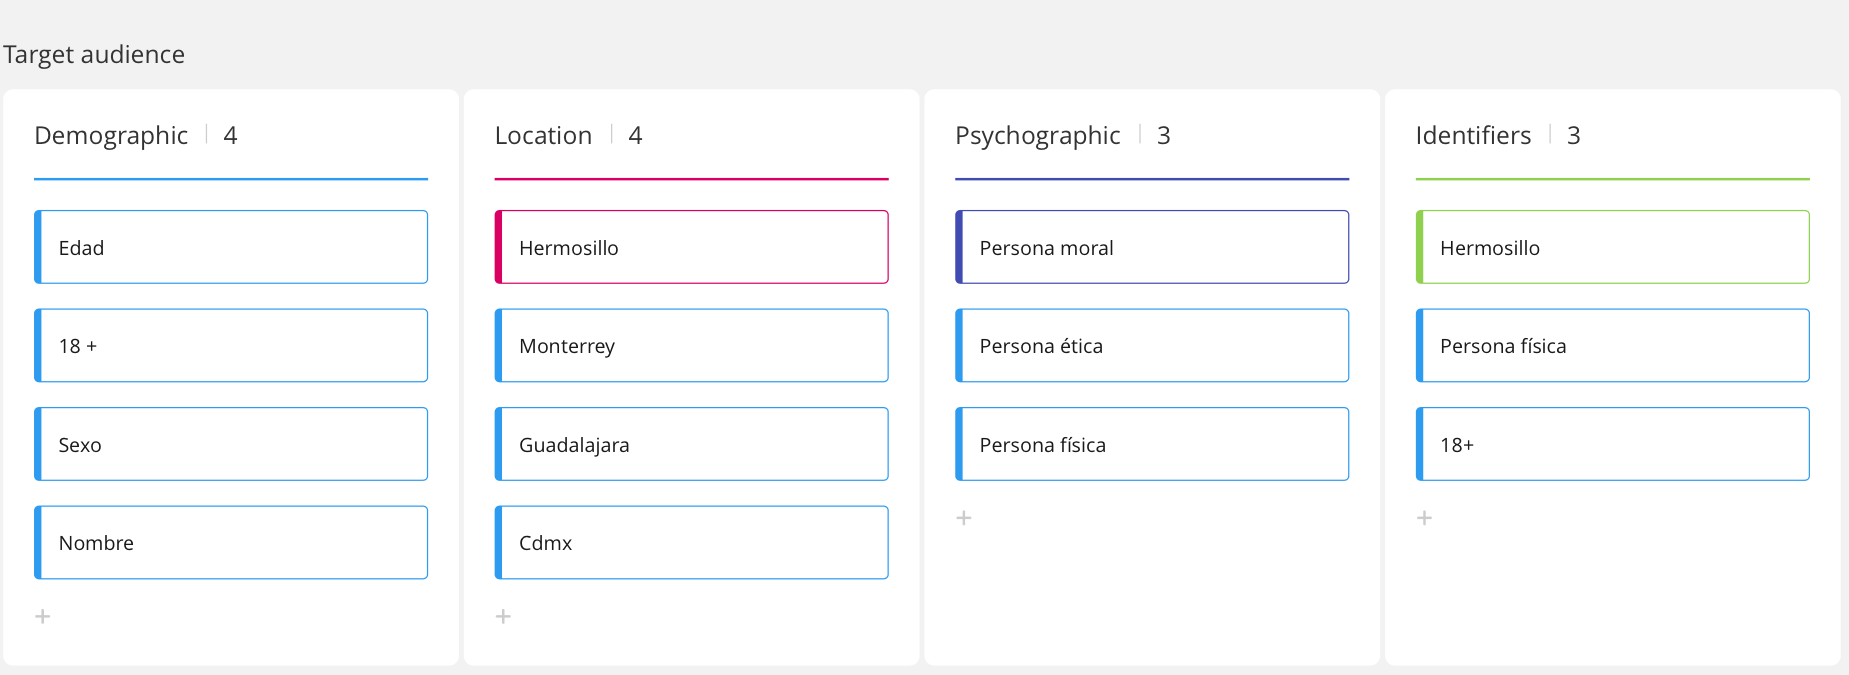 Target audience
Demographic 4
Edad
18 +
Sexo
Nombre
Location 4
Hermosillo
Monterrey
Guadalajara
Cdmx
Psychographic 3
Persona moral
Persona ética
Persona física
Identifiers 3
Hermosillo
Persona física
18+